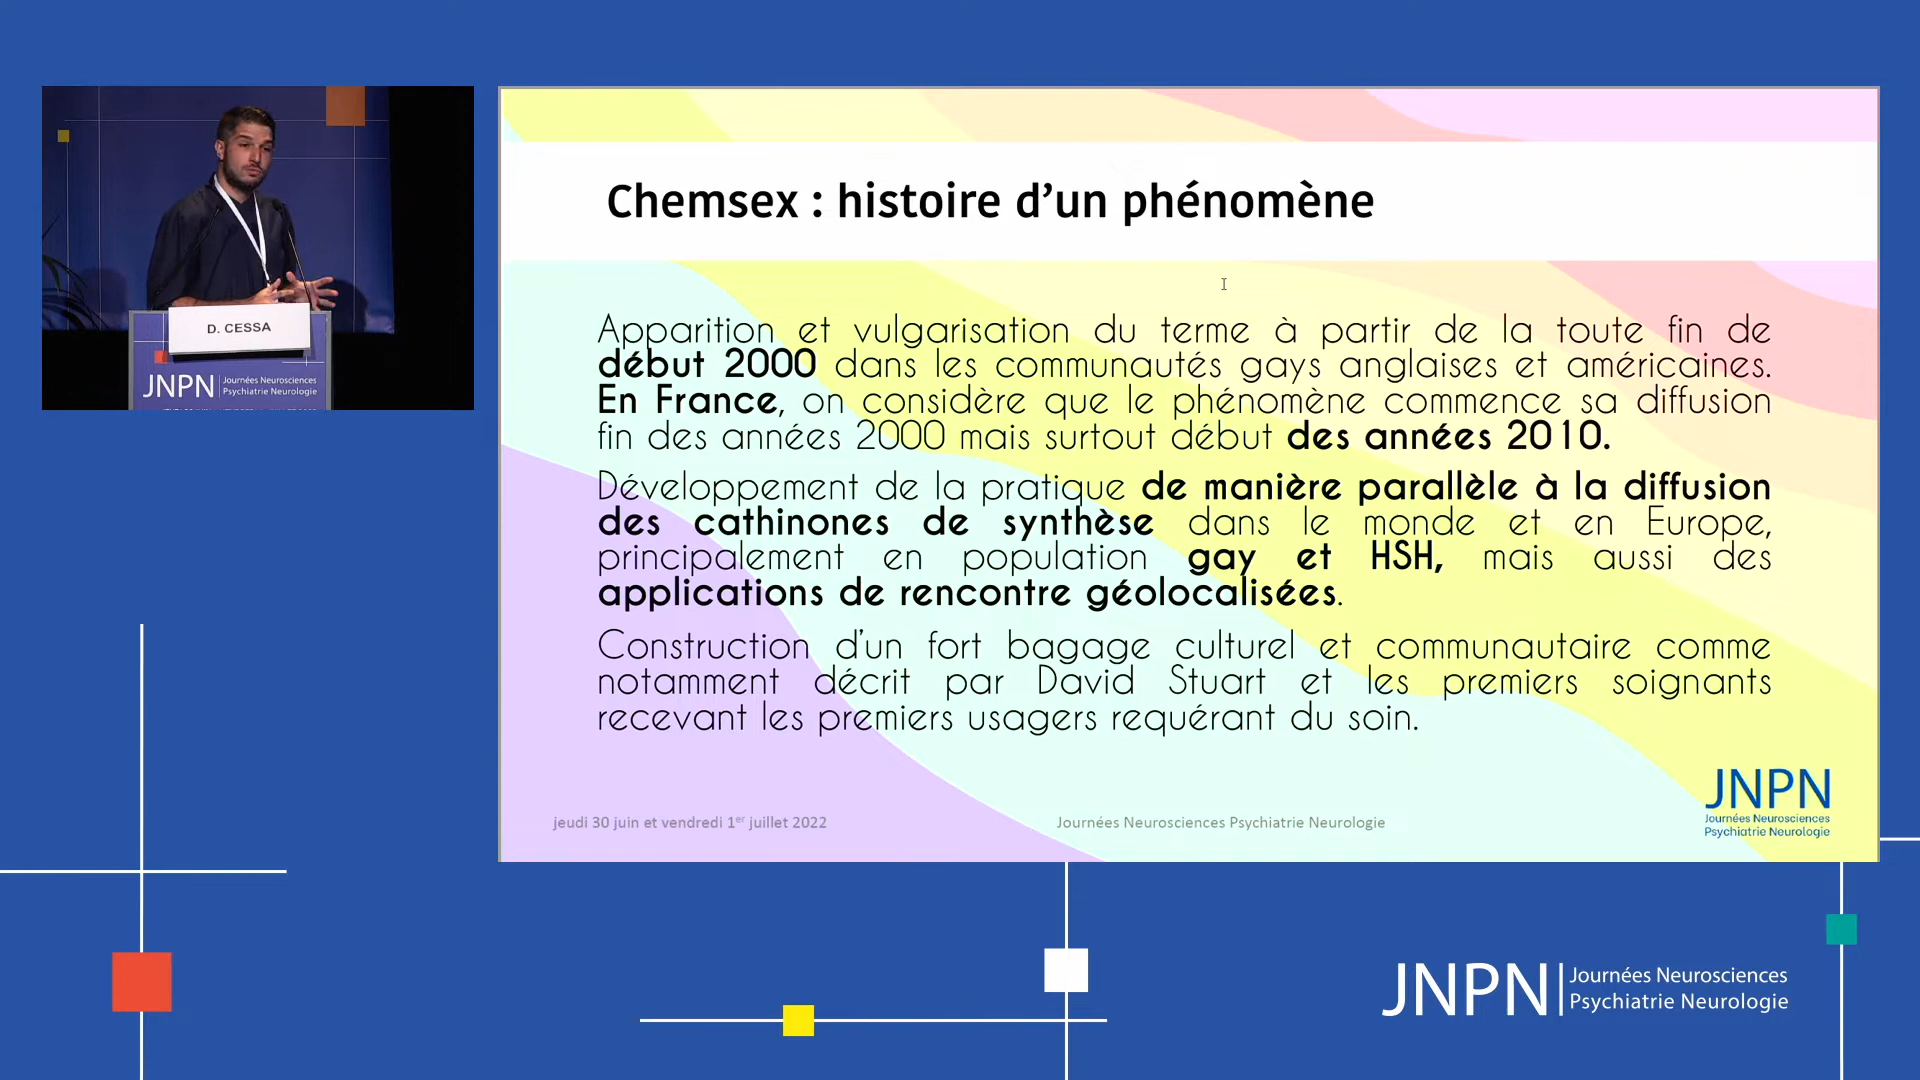 D. CESSA
JNPN
Journées Neurosciences
Psychiatrie Neurologie
Chemsex : histoire d’un phénomène
Apparition et vulgarisation du terme à partir de la toute fin de
début 2000 dans les communautés gays anglaises et américaines.
En France, on considère que le phénomène commence sa diffusion
fin des années 2000 mais surtout début des années 2010.
Développement de la pratique de manière parallèle à la diffusion
des cathinones de synthèse dans le monde et en Europe,
principalement en population gay et HSH, mais aussi des
applications de rencontre géolocalisées.
Construction d’un fort bagage culturel et communautaire comme
notamment décrit par David Stuart et les premiers soignants
recevant les premiers usagers requérant du soin.
jeudi 30 juin et vendredi 1er juillet 2022
Journées Neurosciences Psychiatrie Neurologie
JNPN
Journées Neurosciences
Psychiatrie Neurologie
JNPN
Journées Neurosciences
Psychiatrie Neurologie